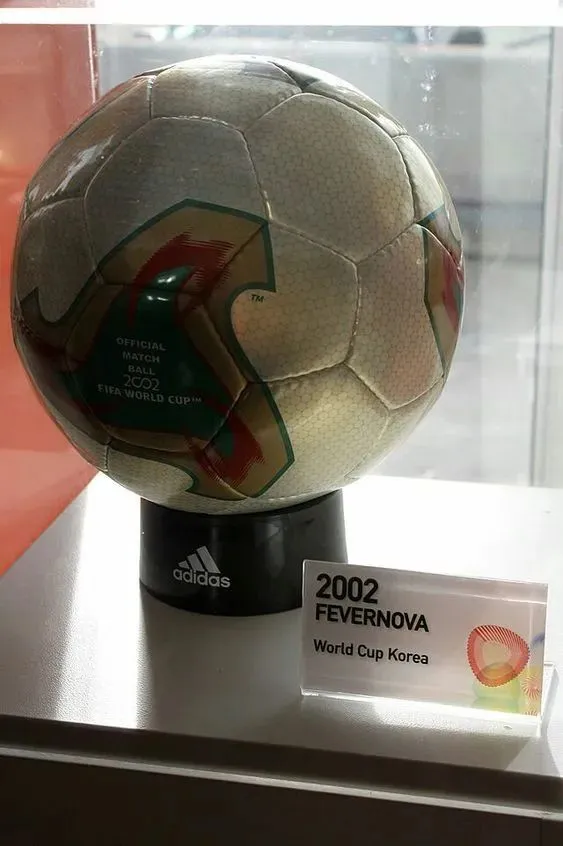 TM
OFFICIAL
MATCH
BALL
2002
FIFA WORLD CUP™
adidas
2002
FEVERNOVA
World Cup Korea